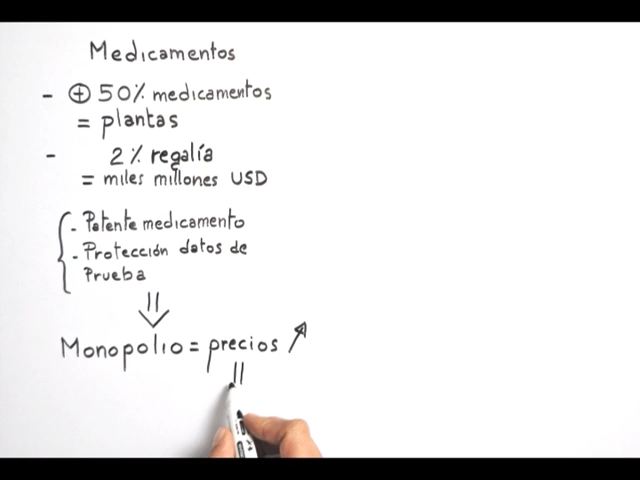 Medicamentos
- ⊕ 50% medicamentos
= plantas
- 2% regalía
= miles millones USD
- Patente medicamento
- Protección datos de
Prueba
Monopolio = precios ↗